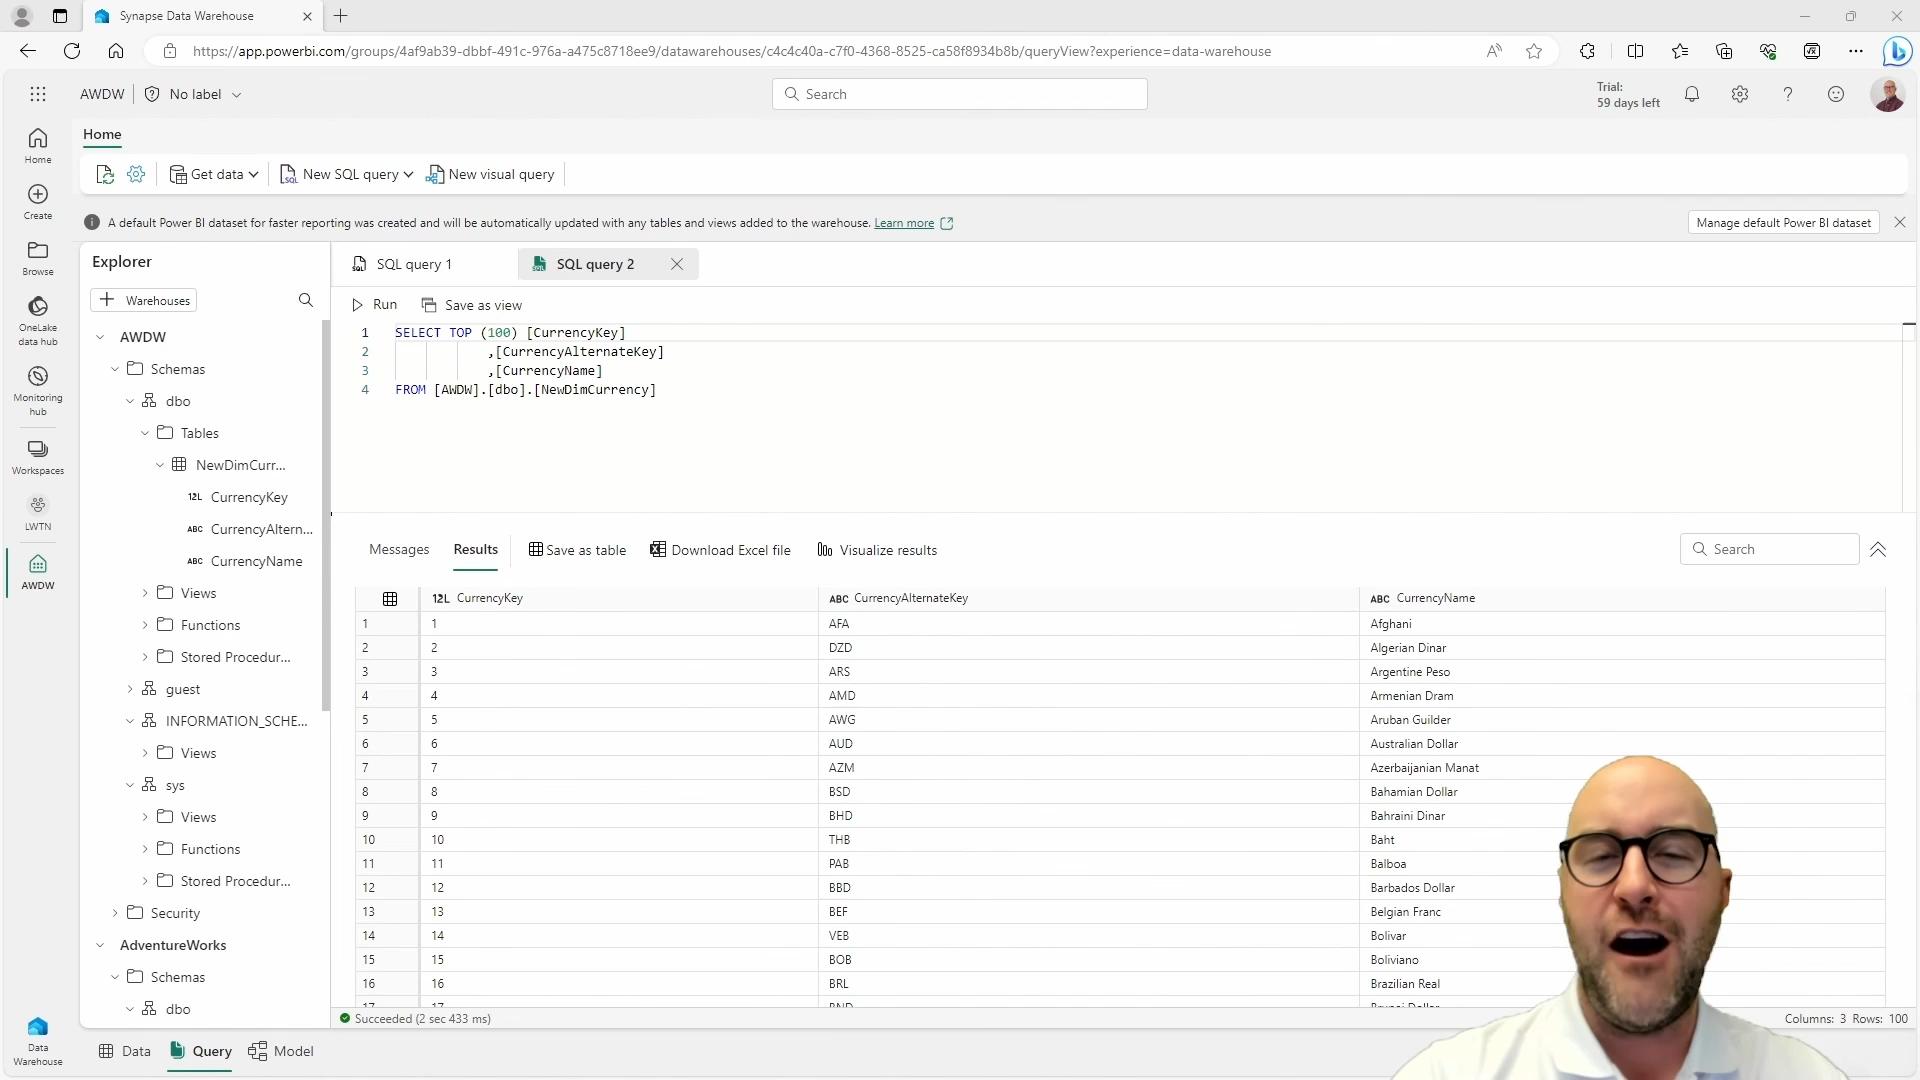 Synapse Data Warehouse
https://app.powerbi.com/groups/4af9ab39-dbbf-491c-976a-a475c8718ee9/datawarehouses/c4c4c40a-c7f0-4368-8525-ca58f8934b8b/queryView?experience=data-warehouse
AWDW No label
Search
Trial:
59 days left
Home
Get data New SQL query New visual query
A default Power BI dataset for faster reporting was created and will be automatically updated with any tables and views added to the warehouse. Learn more
Manage default Power BI dataset
Home
Create
Browse
OneLake
data hub
Monitoring
hub
Workspaces
LWTN
AWDW
Data
Warehouse
Explorer
Warehouses
AWDW
Schemas
dbo
Tables
NewDimCurr...
12L CurrencyKey
ABC CurrencyAltern...
ABC CurrencyName
Views
Functions
Stored Procedur...
guest
INFORMATION_SCHE...
Views
sys
Views
Functions
Stored Procedur...
Security
AdventureWorks
Schemas
dbo
SQL query 1 SQL query 2
Run Save as view
1 SELECT TOP (100) [CurrencyKey]
2 ,[CurrencyAlternateKey]
3 ,[CurrencyName]
4 FROM [AWDW].[dbo].[NewDimCurrency]
Messages Results Save as table Download Excel file Visualize results
Search
12L CurrencyKey ABC CurrencyAlternateKey ABC CurrencyName
1 1 AFA Afghani
2 2 DZD Algerian Dinar
3 3 ARS Argentine Peso
4 4 AMD Armenian Dram
5 5 AWG Aruban Guilder
6 6 AUD Australian Dollar
7 7 AZM Azerbaijanian Manat
8 8 BSD Bahamian Dollar
9 9 BHD Bahraini Dinar
10 10 THB Baht
11 11 PAB Balboa
12 12 BBD Barbados Dollar
13 13 BEF Belgian Franc
14 14 VEB Bolivar
15 15 BOB Boliviano
16 16 BRL Brazilian Real
17 17 BND Brunei Dollar
Succeeded (2 sec 433 ms)
Columns: 3 Rows: 100
Data Query Model